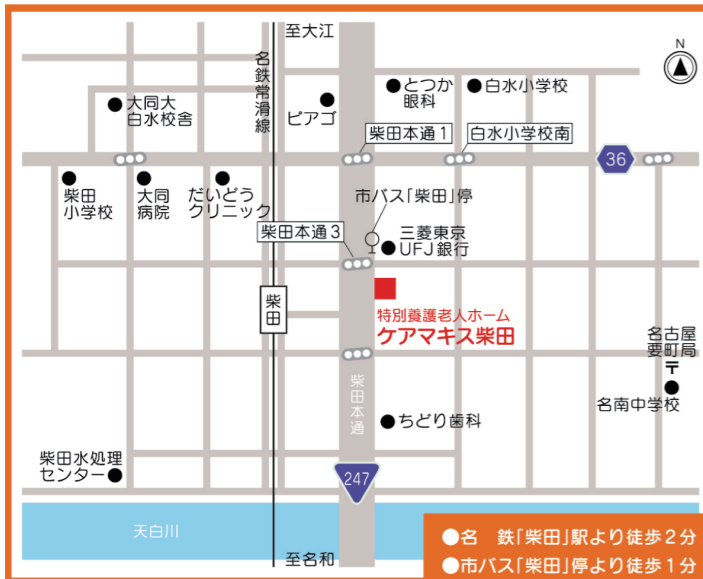 至大江
N
名鉄常滑線
大同大
白水校舎
ピアゴ
とつか
眼科
白水小学校
柴田本通1
白水小学校南
36
柴田
小学校
大同
病院
だいどう
クリニック
市バス「柴田」停
柴田本通3
三菱東京
UFJ銀行
柴田
特別養護老人ホーム
ケアマキス柴田
名古屋
要町局
〒
名南中学校
柴田本通
ちどり歯科
柴田水処理
センター
247
天白川
至名和
●名 鉄「柴田」駅より徒歩2分
●市バス「柴田」停より徒歩1分